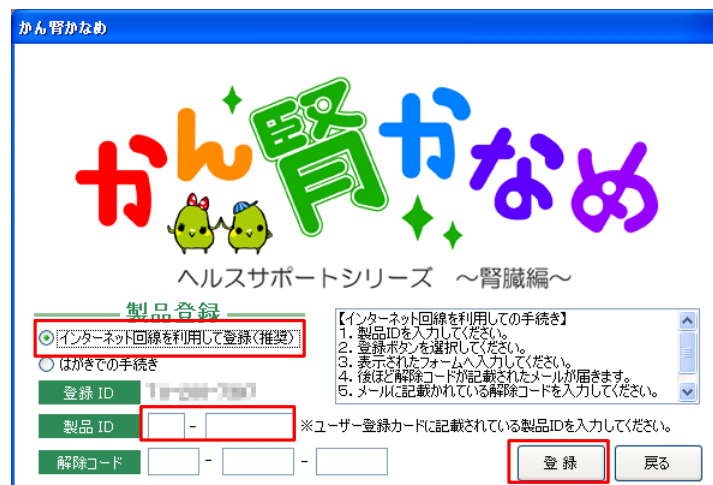 かん腎かなめ
かん腎かなめ
ヘルスサポートシリーズ ～腎臓編～
製品登録
インターネット回線を利用して登録(推奨)
はがきでの手続き
【インターネット回線を利用しての手続き】
1. 製品IDを入力してください。
2. 登録ボタンを選択してください。
3. 表示されたフォームへ入力してください。
4. 後ほど解除コードが記載されたメールが届きます。
5. メールに記載かれている解除コードを入力してください。
登録 ID
製品 ID - ※ユーザー登録カードに記載されている製品IDを入力してください。
解除コード - -
登録 戻る